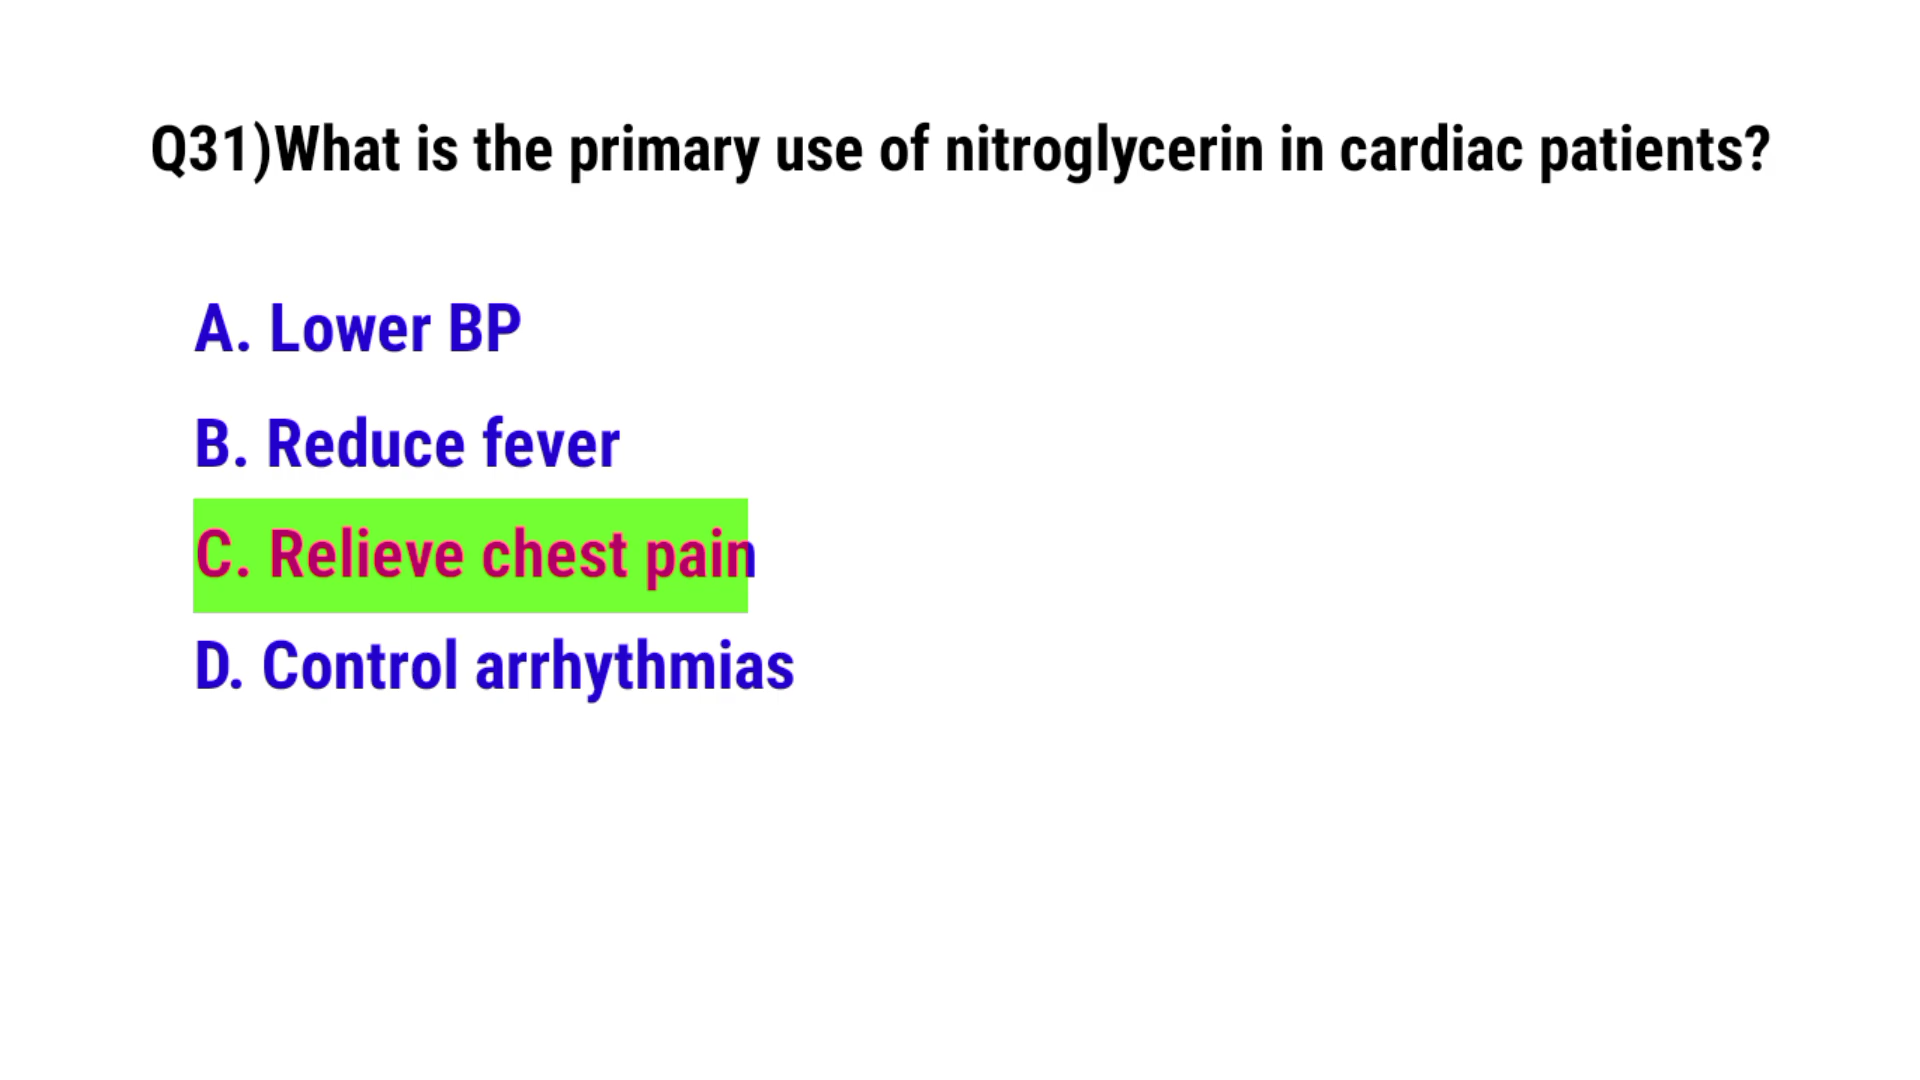 Q31)What is the primary use of nitroglycerin in cardiac patients?
A. Lower BP
B. Reduce fever
C. Relieve chest pain
D. Control arrhythmias